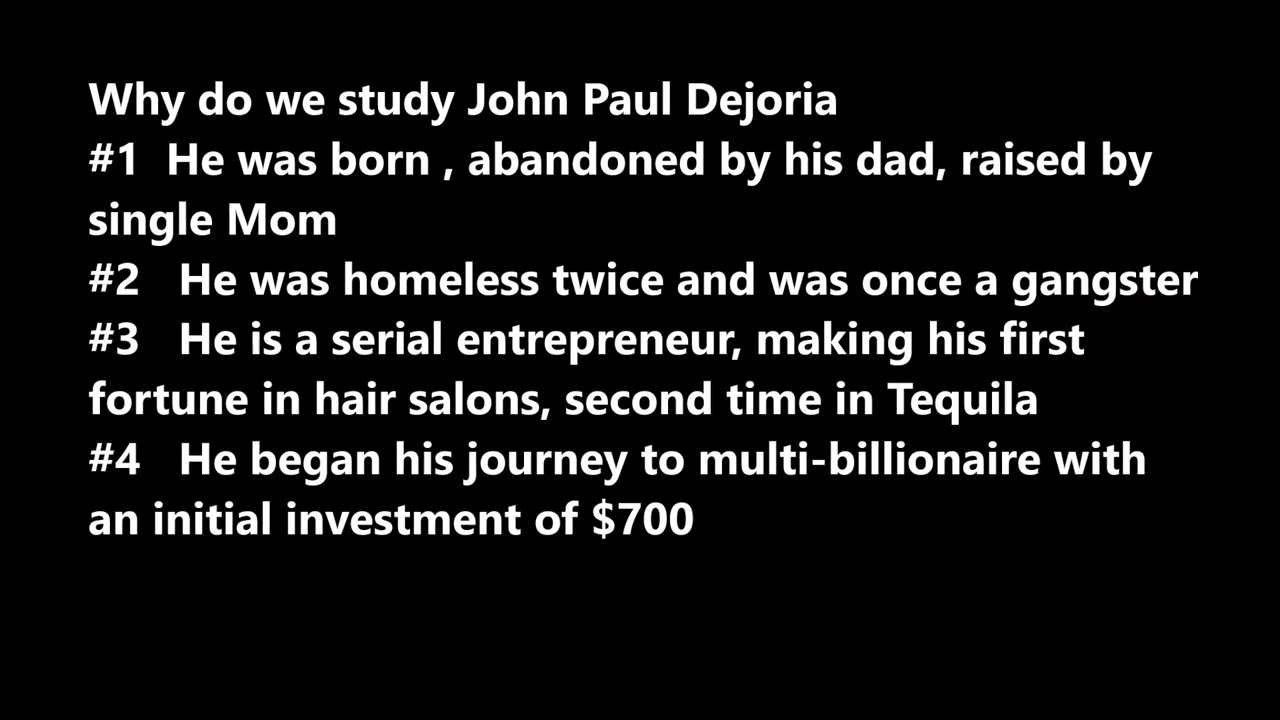 Why do we study John Paul Dejoria
#1  He was born , abandoned by his dad, raised by
single Mom
#2   He was homeless twice and was once a gangster
#3   He is a serial entrepreneur, making his first
fortune in hair salons, second time in Tequila
#4   He began his journey to multi-billionaire with
an initial investment of $700